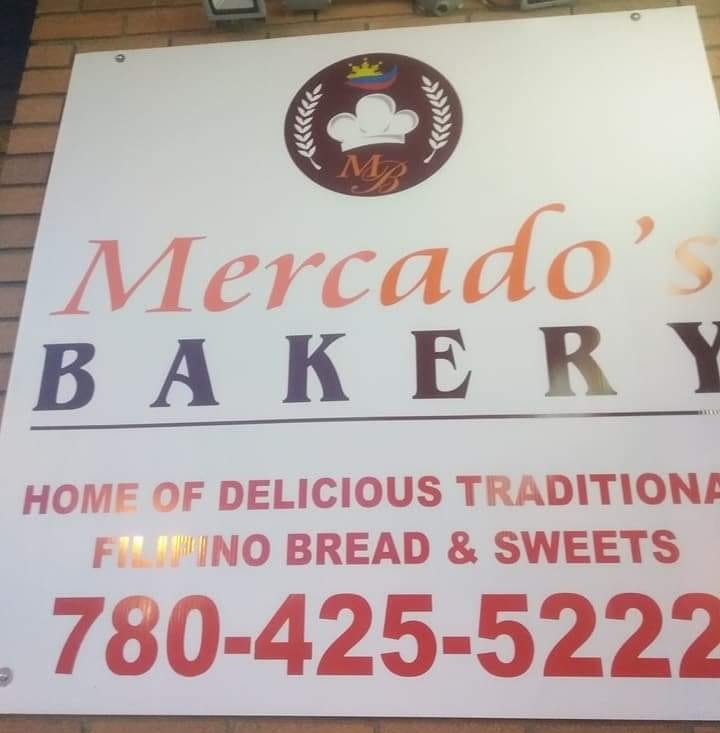 MB
Mercado's
BAKERY
HOME OF DELICIOUS TRADITIONA
FILIPINO BREAD & SWEETS
780-425-5222